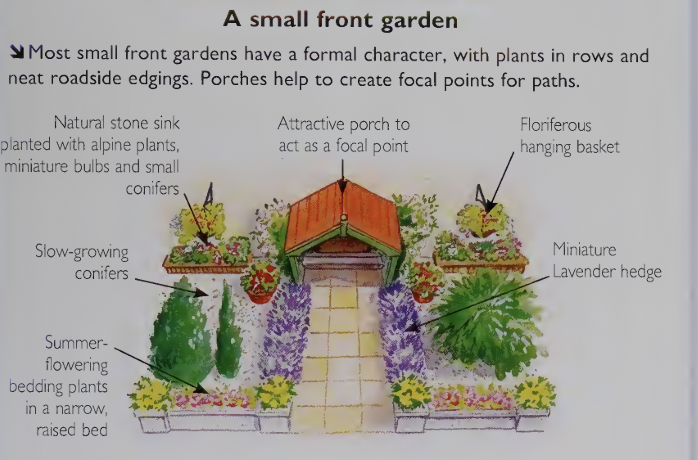 A small front garden
Most small front gardens have a formal character, with plants in rows and
neat roadside edgings. Porches help to create focal points for paths.
Natural stone sink
planted with alpine plants,
miniature bulbs and small
conifers
Attractive porch to
act as a focal point
Floriferous
hanging basket
Slow-growing
conifers
Miniature
Lavender hedge
Summer-
flowering
bedding plants
in a narrow,
raised bed